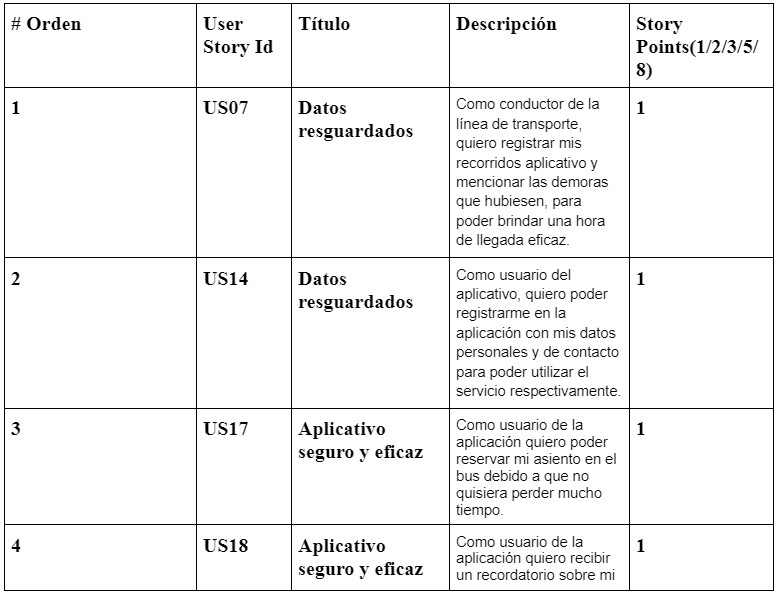 # Orden
User
Story Id
Título
Descripción
Story
Points(1/2/3/5/
8)
1
US07
Datos
resguardados
Como conductor de la
línea de transporte,
quiero registrar mis
recorridos aplicativo y
mencionar las demoras
que hubiesen, para
poder brindar una hora
de llegada eficaz.
1
2
US14
Datos
resguardados
Como usuario del
aplicativo, quiero poder
registrarme en la
aplicación con mis datos
personales y de contacto
para poder utilizar el
servicio respectivamente.
1
3
US17
Aplicativo
seguro y eficaz
Como usuario de la
aplicación quiero poder
reservar mi asiento en el
bus debido a que no
quisiera perder mucho
tiempo.
1
4
US18
Aplicativo
seguro y eficaz
Como usuario de la
aplicación quiero recibir
un recordatorio sobre mi
1